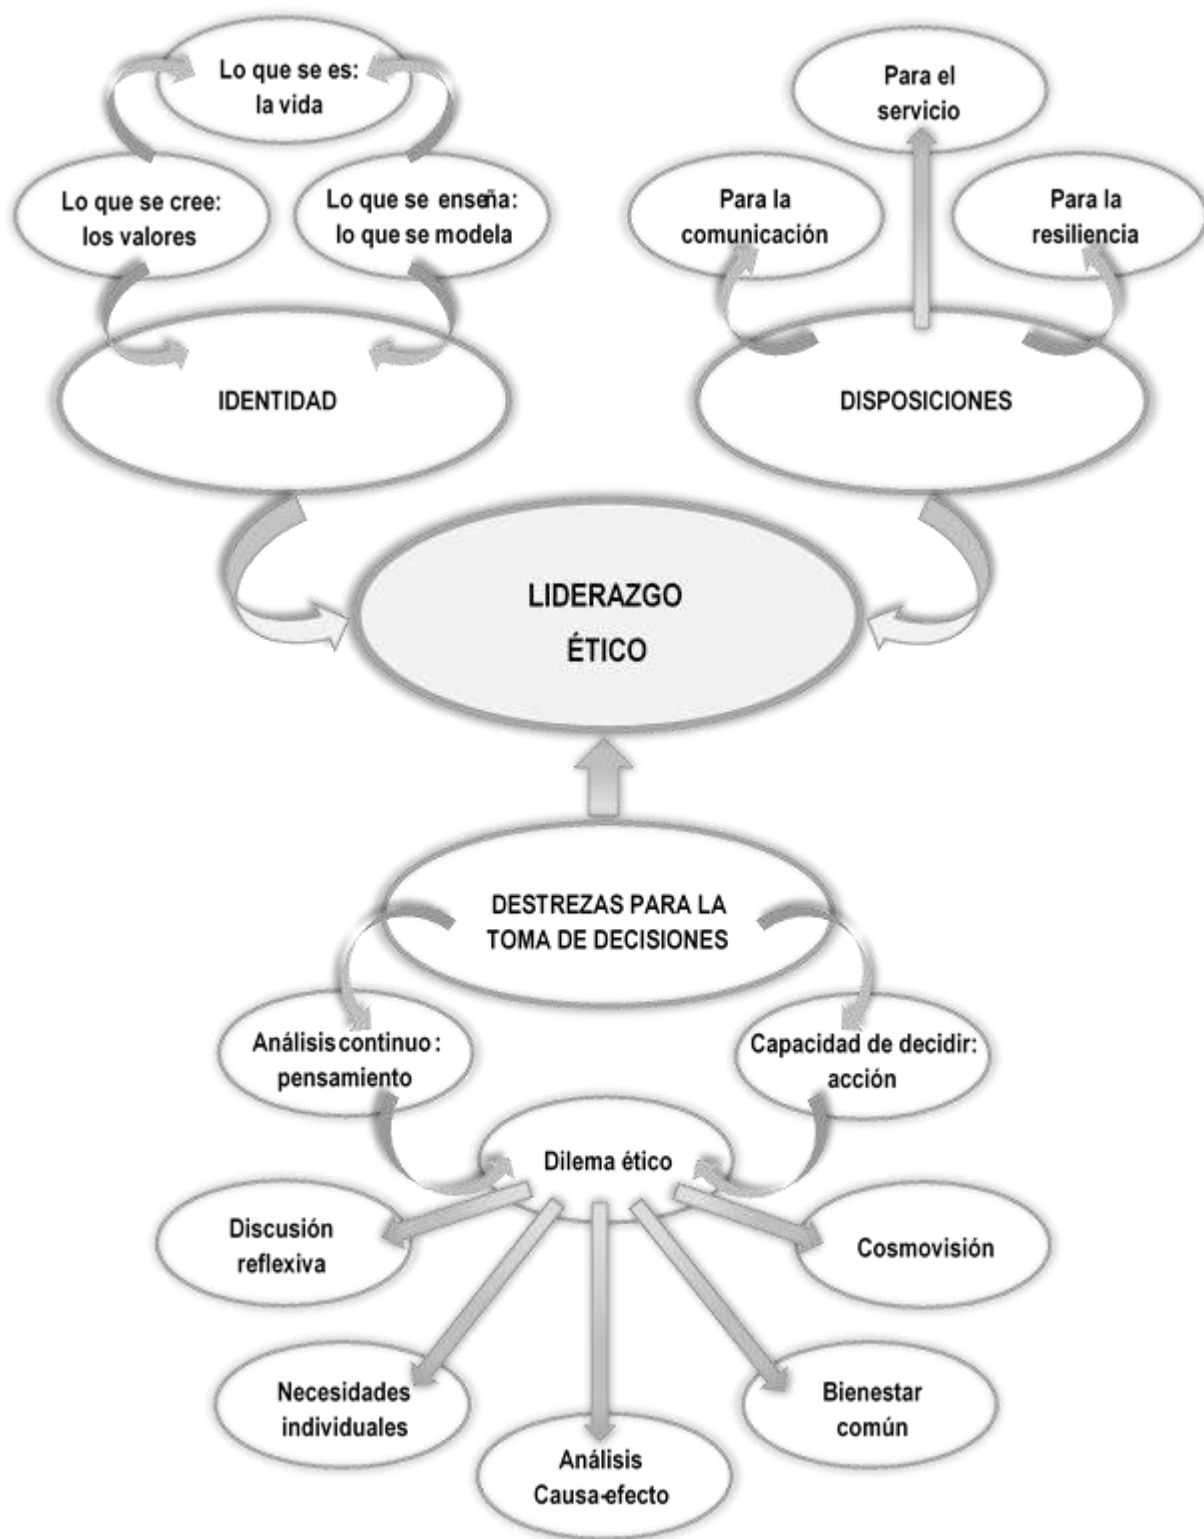 Lo que se es:
la vida
Lo que se cree:
los valores
Lo que se enseña:
lo que se modela
IDENTIDAD
Para el
servicio
Para la
comunicación
Para la
resiliencia
DISPOSICIONES
LIDERAZGO
ÉTICO
DESTREZAS PARA LA
TOMA DE DECISIONES
Análisis continuo:
pensamiento
Capacidad de decidir:
acción
Dilema ético
Discusión
reflexiva
Cosmovisión
Necesidades
individuales
Bienestar
común
Análisis
Causa-efecto